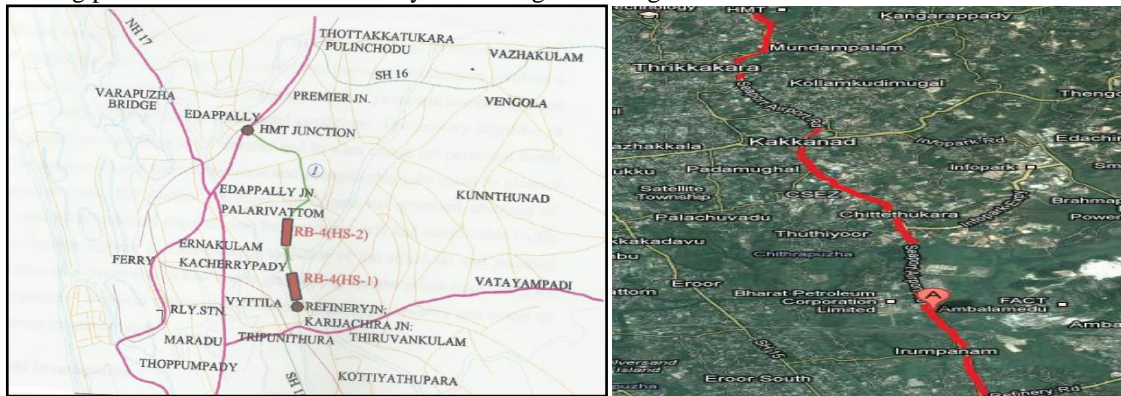 NH 17
THOTTAKKATUKARA
PULINCHODU
VAZHAKULAM
SH 16
VARAPUZHA
BRIDGE
PREMIER JN.
VENGOLA
EDAPPALLY
HMT JUNCTION
1
EDAPPALLY JN.
KUNNTHUNAD
PALARIVATTOM
RB-4(HS-2)
ERNAKULAM
FERRY
KACHERRYPADY
RB-4(HS-1)
VATAYAMPADI
VYTTILA
REFINERYJN;
RLY.STN.
KARIJACHIRA JN;
MARADU
TRIPUNITHURA
THIRUVANKULAM
THOPPUMPADY
KOTTIYATHUPARA
HMT
Kangarappady
Mundampalam
Thrikkakara
Kollamkudimugal
Kakkanad
Infopark Rd
Edachira
Padamughal
Infopark
Satellite
Township
CSEZ
Palachuvadu
Chittethukara
Thuthiyoor
Chithrapuzha
Eroor
Bharat Petroleum
Corporation
Limited
A
FACT
Ambalamedu
Irumpanam
SH 15
Eroor South
Refinery Rd